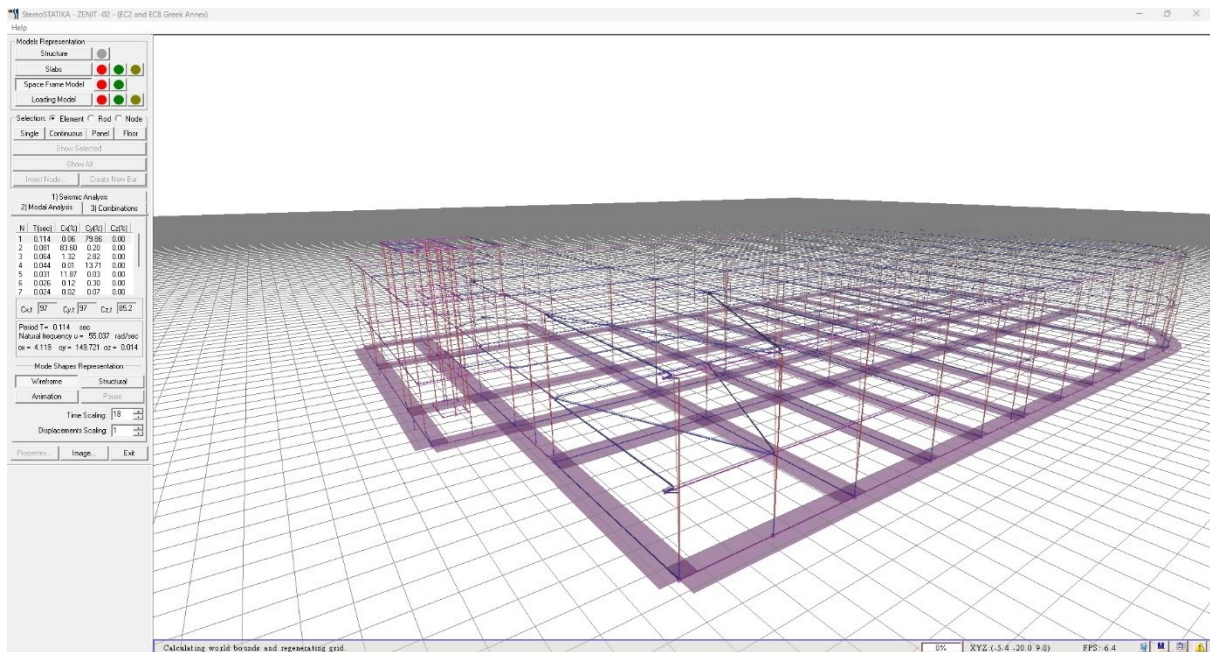 StereoSTATIKA - ZENIT -02 - (EC2 and EC8 Greek Annex)
Help
Models Representation
Structure
Slabs
Space Frame Model
Loading Model
Selection: Element Rod Node
Single Continuous Panel Floor
Show Selected
Show All
Insert Node... Create New Bar
1) Seismic Analysis
2) Modal Analysis 3) Combinations
N T(sec) Cx(%) Cy(%) Cz(%)
1 0.114 0.06 79.86 0.00
2 0.081 83.60 0.20 0.00
3 0.064 1.32 2.82 0.00
4 0.044 0.01 13.71 0.00
5 0.031 11.87 0.03 0.00
6 0.026 0.12 0.30 0.00
7 0.024 0.02 0.07 0.00
Cx,t 97 Cy,t 97 Cz,t 85.2
Period T= 0.114 sec
Natural frequency u = 55.037 rad/sec
αx = 4.119 αy = 149.721 αz = 0.014
Mode Shapes Representation
Wireframe Structural
Animation Pause
Time Scaling: 18
Displacements Scaling: 1
Properties... Image... Exit
Calculating world bounds and regenerating grid. 0% XYZ:(-5.4 -20.0 9.0) FPS:-6.4
M